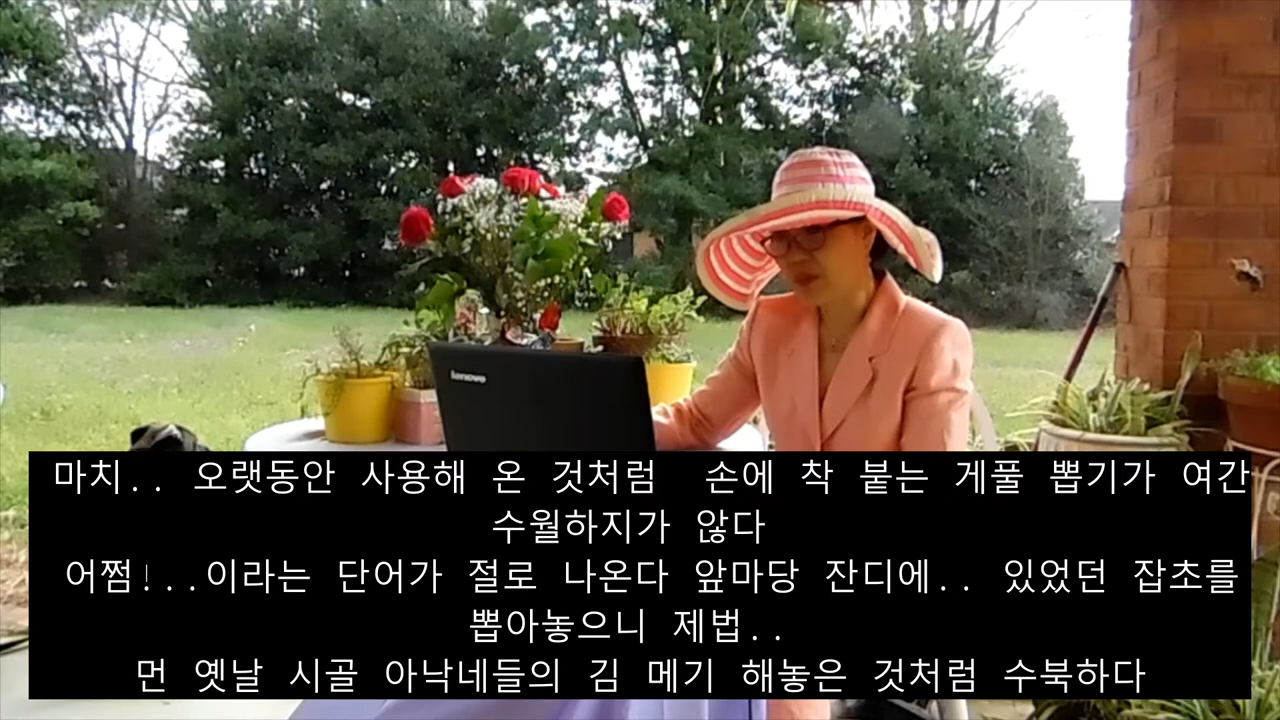 lenovo
마치.. 오랫동안 사용해 온 것처럼 손에 착 붙는 게풀 뽑기가 여간
수월하지가 않다
어쩜!..이라는 단어가 절로 나온다 앞마당 잔디에.. 있었던 잡초를
뽑아놓으니 제법..
먼 옛날 시골 아낙네들의 김 메기 해놓은 것처럼 수북하다